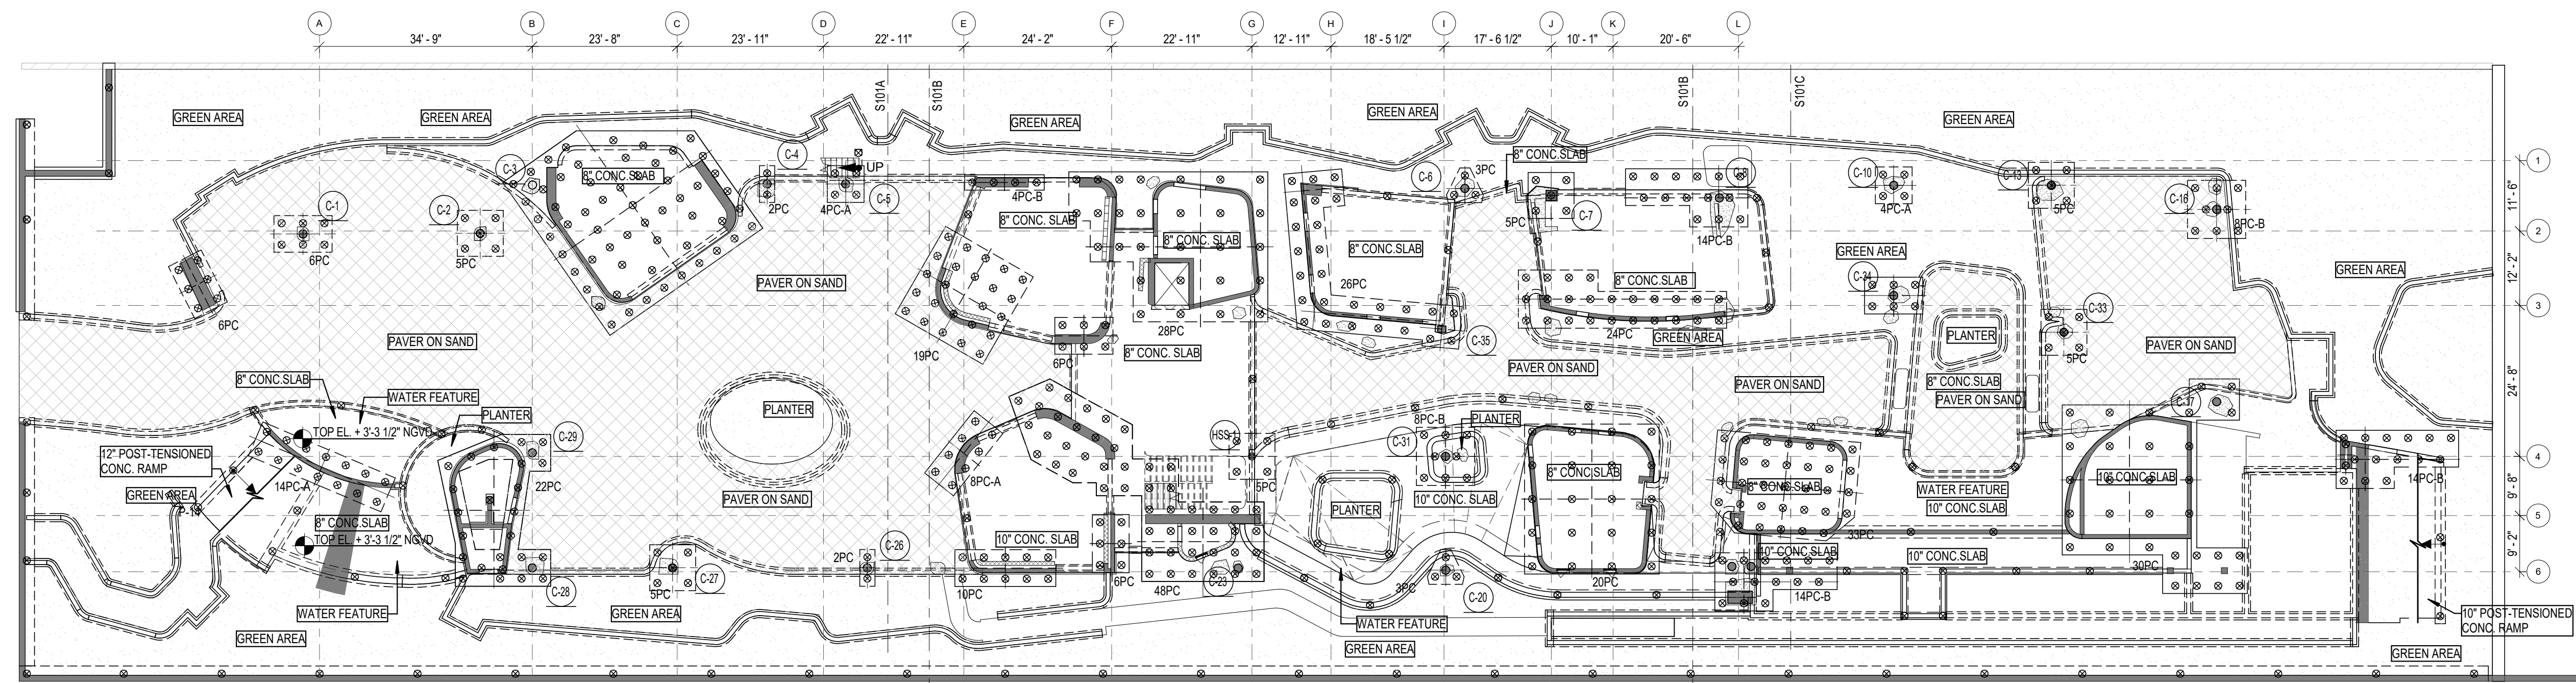 A
B
C
D
E
F
G
H
I
J
K
L
34' - 9"
23' - 8"
23' - 11"
22' - 11"
24' - 2"
22' - 11"
12' - 11"
18' - 5 1/2"
17' - 6 1/2"
10' - 1"
20' - 6"
S101A
S101B
S101B
S101C
GREEN AREA
GREEN AREA
GREEN AREA
GREEN AREA
GREEN AREA
C-3
C-4
UP
8" CONC.SLAB
C-6
3PC
8" CONC.SLAB
C-10
C-13
1
8" CONC.SLAB
2PC
4PC-A
C-5
4PC-B
5PC
C-7
4PC-A
5PC
C-16
11' - 6"
C-1
C-2
8" CONC. SLAB
8PC-B
6PC
5PC
8" CONC. SLAB
8" CONC.SLAB
14PC-B
2
GREEN AREA
GREEN AREA
12' - 2"
PAVER ON SAND
26PC
8" CONC.SLAB
C-34
3
6PC
28PC
24PC
C-33
PAVER ON SAND
19PC
6PC
8" CONC. SLAB
C-35
GREEN AREA
PLANTER
5PC
PAVER ON SAND
PAVER ON SAND
PAVER ON SAND
8" CONC.SLAB
PAVER ON SAND
24' - 8"
8" CONC.SLAB
WATER FEATURE
PLANTER
PLANTER
C-37
TOP EL. + 3'-3 1/2" NGVD
C-29
HSS-1
8PC-B
PLANTER
C-31
12" POST-TENSIONED
CONC. RAMP
4
8PC-A
5PC
8" CONC.SLAB
8" CONC.SLAB
10" CONC.SLAB
14PC-B
14PC-A
22PC
GREEN AREA
PAVER ON SAND
10" CONC. SLAB
WATER FEATURE
10" CONC.SLAB
9' - 8"
PLANTER
5
8" CONC.SLAB
TOP EL. + 3'-3 1/2" NGVD
10" CONC. SLAB
33PC
C-26
2PC
10" CONC.SLAB
10" CONC.SLAB
9' - 2"
30PC
6
C-28
5PC
C-27
10PC
6PC
48PC
C-23
3PC
C-20
20PC
14PC-B
WATER FEATURE
GREEN AREA
WATER FEATURE
10" POST-TENSIONED
CONC. RAMP
GREEN AREA
GREEN AREA
GREEN AREA